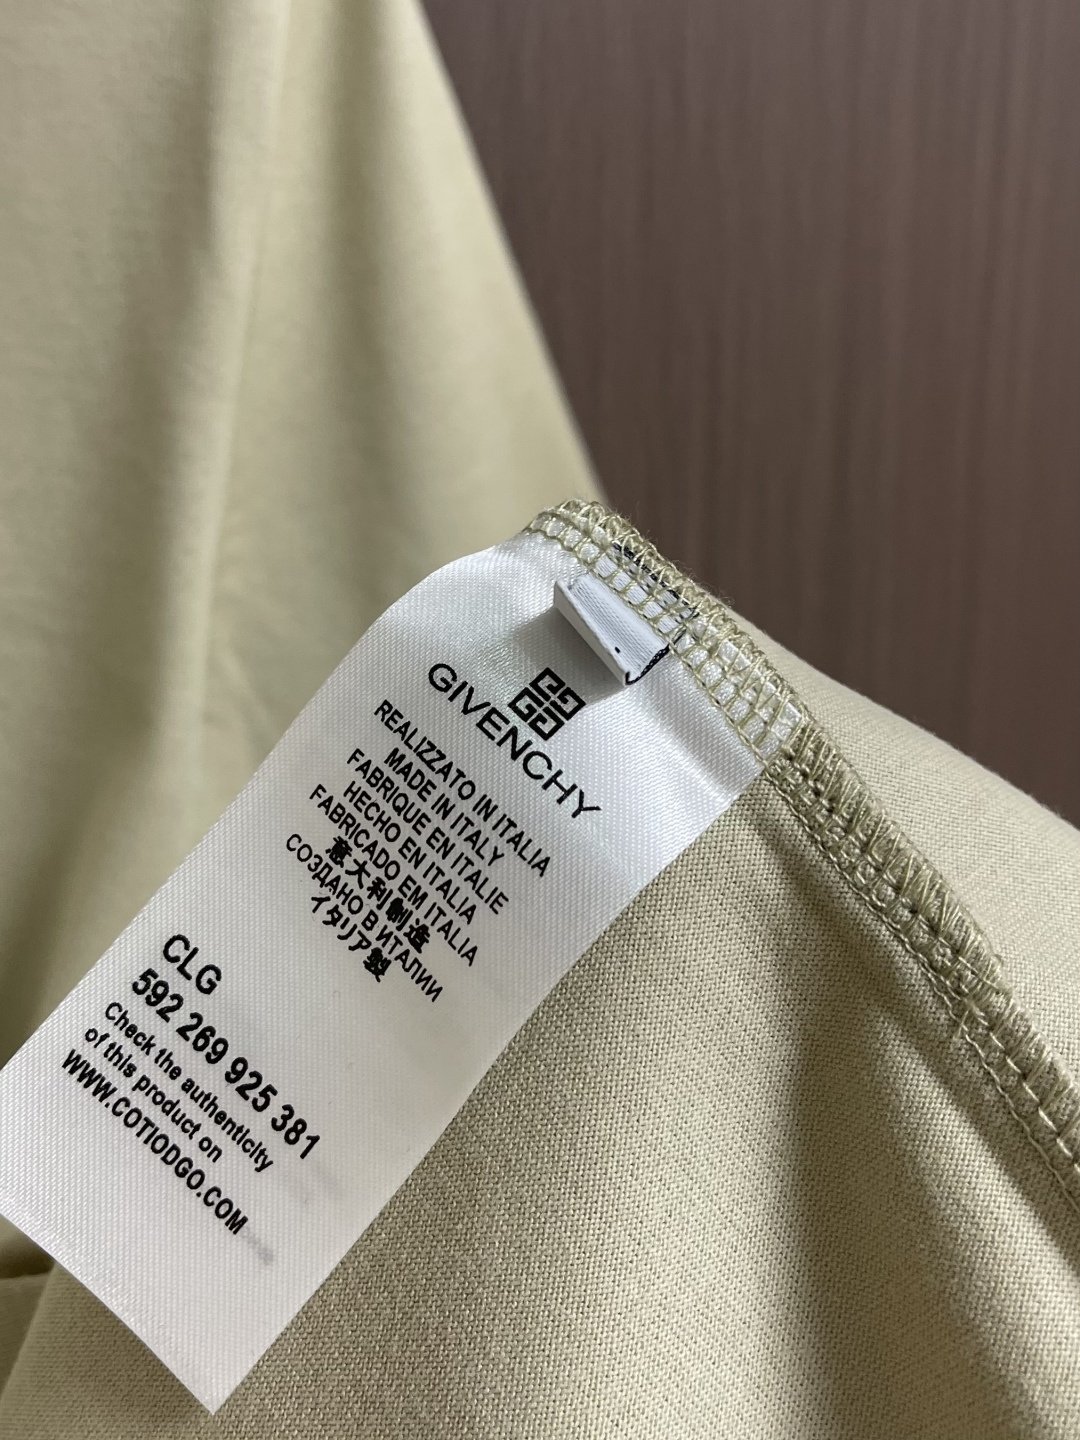 GIVENCHY
REALIZZATO IN ITALIA
MADE IN ITALY
FABRIQUE EN ITALIE
HECHO EN ITALIA
FABRICADO EM ITALIA
意大利制造
СОЗДАНО В ИТАЛИИ
イタリア製
CLG
592 269 925 381
Check the authenticity
of this product on
WWW.COTIODGO.COM